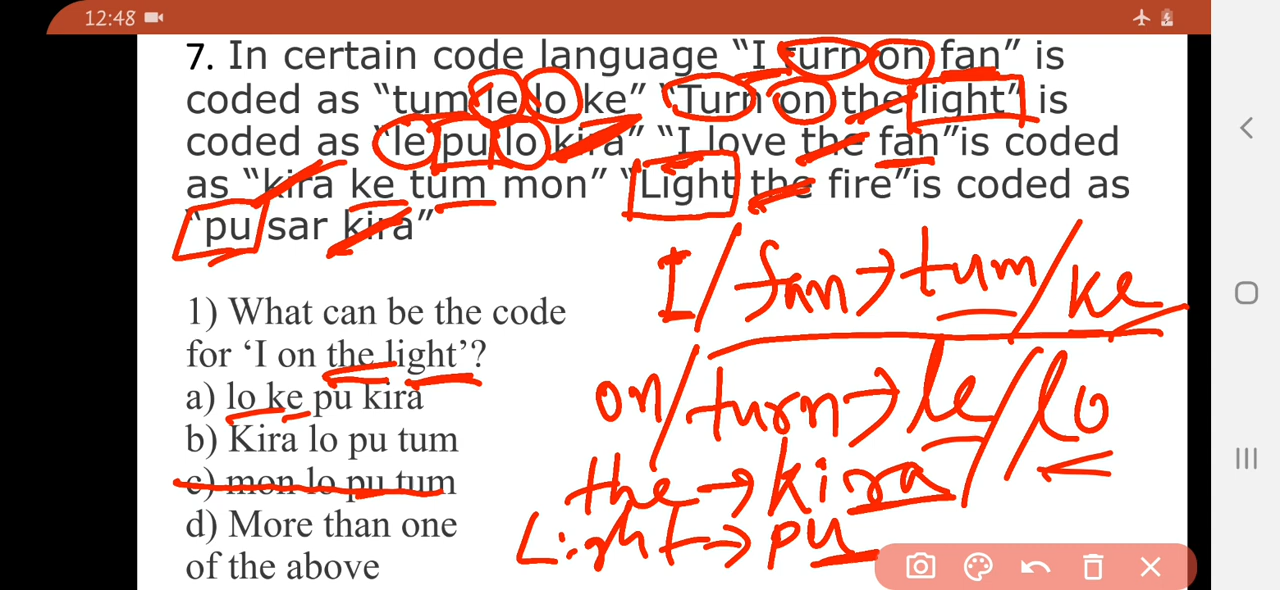 12:48
7. In certain code language “I turn on fan” is
coded as “tum le lo ke” “Turn on the light” is
coded as “le pu lo kira” “I love the fan”is coded
as “kira ke tum mon” “Light the fire”is coded as
“pu sar kira”
I/fan→tum/ke
1) What can be the code
for ‘I on the light’?
a) lo ke pu kira
b) Kira lo pu tum
c) mon lo pu tum
d) More than one
of the above
on/turn→le/lo
the→kira
Light→pu